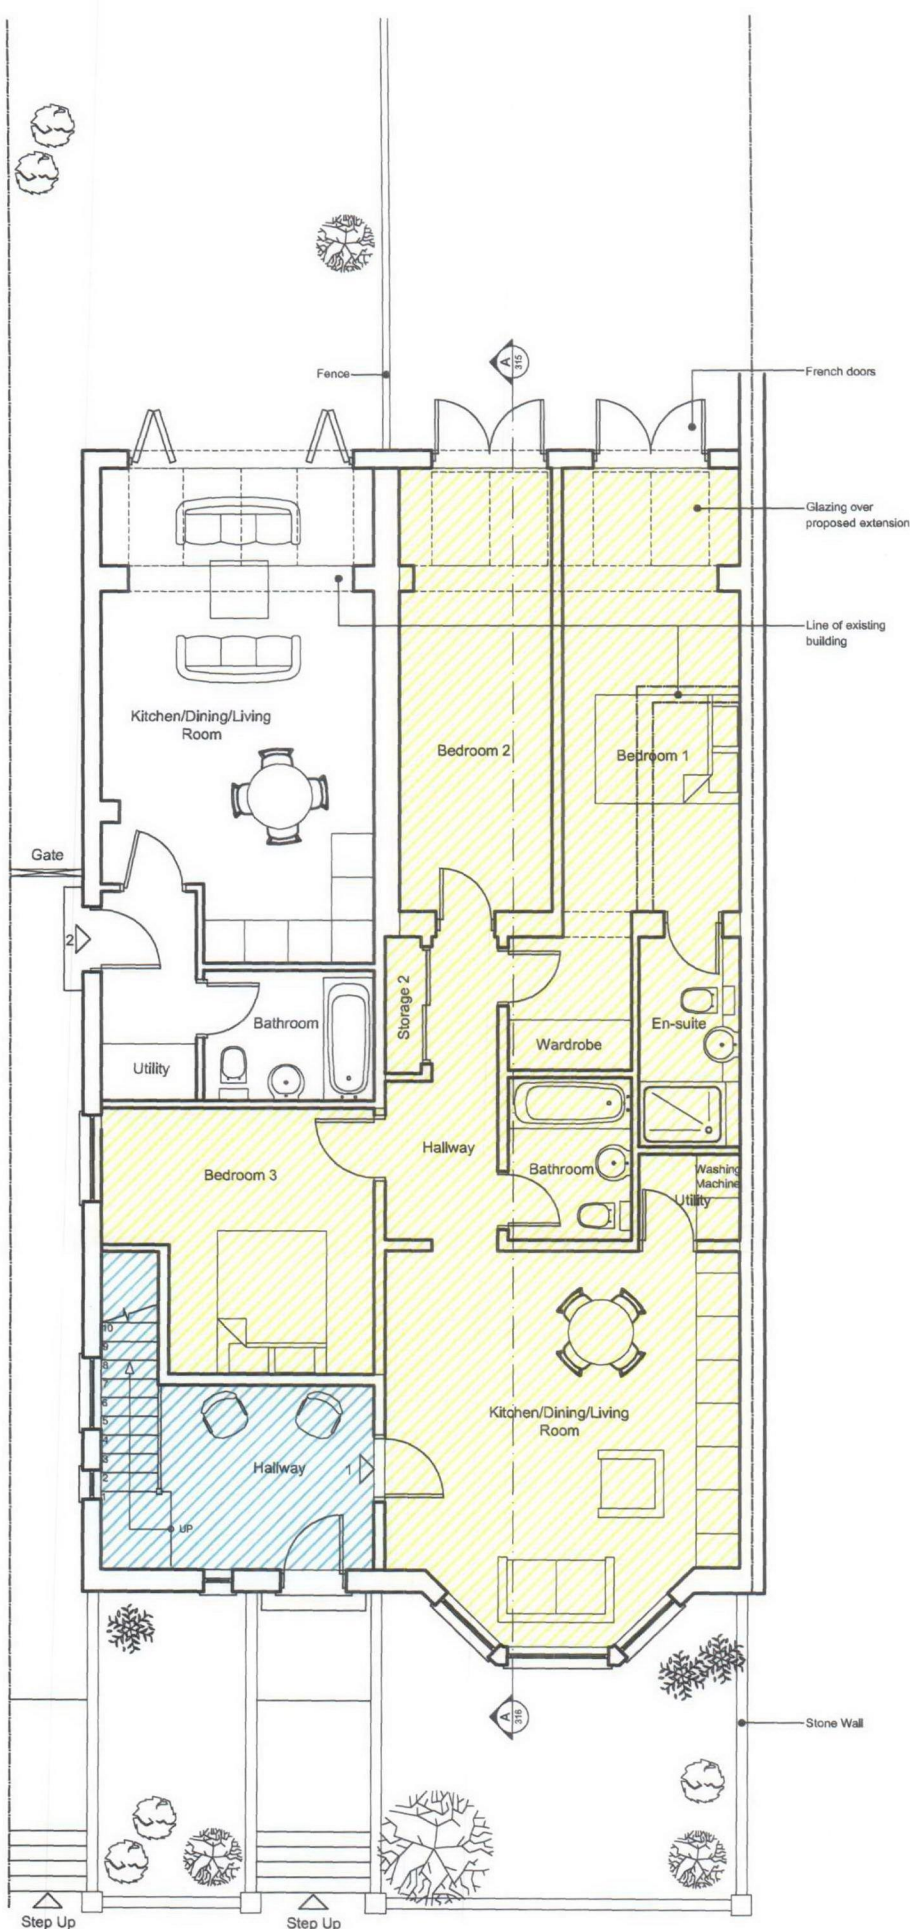 A
315
Fence
French doors
Glazing over
proposed extension
Line of existing
building
Kitchen/Dining/Living
Room
Bedroom 2
Bedroom 1
Gate
2
Storage 2
Bathroom
En-suite
Wardrobe
Utility
Hallway
Bathroom
Washing
Machine
Utility
Bedroom 3
10
9
8
7
6
5
4
3
2
1
UP
Hallway
1
Kitchen/Dining/Living
Room
A
316
Stone Wall
Step Up
Step Up